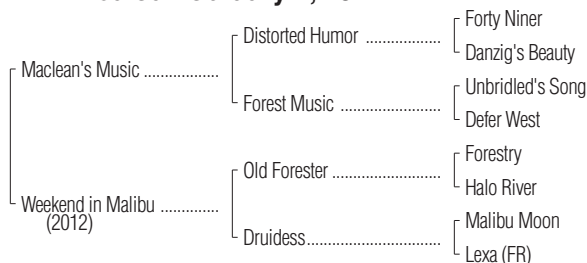 Forty Niner
Distorted Humor ..................
Danzig's Beauty
Maclean's Music .................
Unbridled's Song
Forest Music ........................
Defer West
Forestry
Old Forester ........................
Halo River
Weekend in Malibu .............
(2012)
Malibu Moon
Druidess..............................
Lexa (FR)